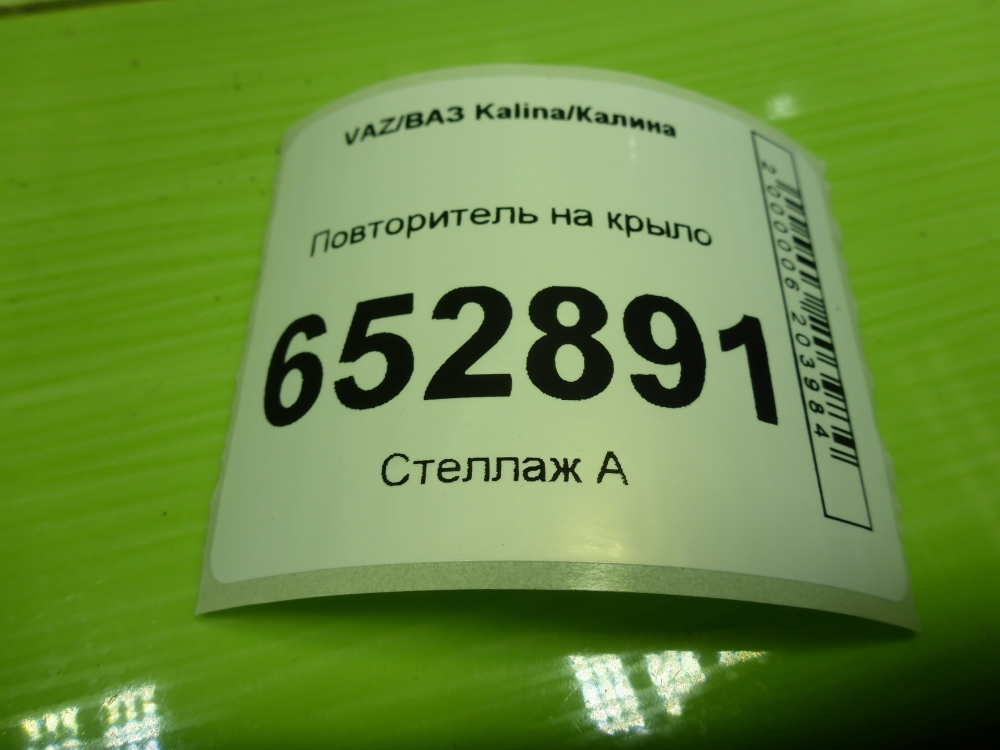 VAZ/ВАЗ Kalina/Калина
Повторитель на крыло
652891
Стеллаж А
2000006203984